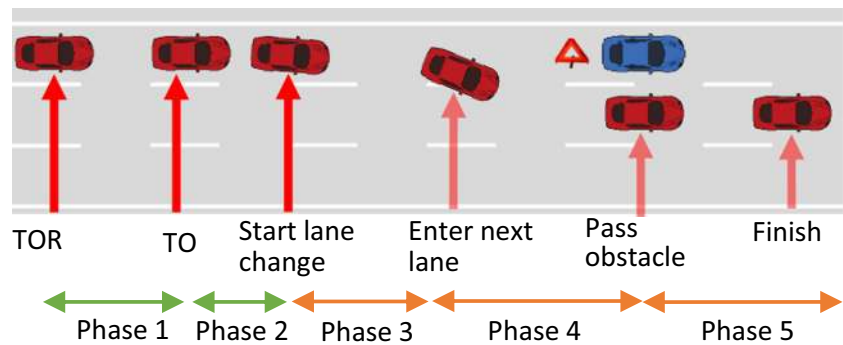 TOR
TO
Start lane
change
Enter next
lane
Pass
obstacle
Finish
Phase 1
Phase 2
Phase 3
Phase 4
Phase 5